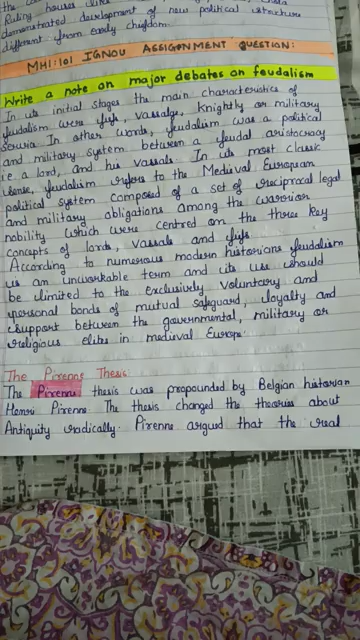 Ruling houses
demonstrated development of new political structure
different from early chiefdom.
MHI:101 IGNOU ASSIGNMENT QUESTION:
Write a note on major debates on feudalism
In its initial stages the main characteristics of
feudalism were fiefs, vassalge, Knightly or military
service In other words, feudalism was a political
and military system between a feudal aristocracy
i.e a lord, and his vassals. In its most classic
sense, feudalism refers to the Medieval European
political system composed of a set of reciprocal legal
and military obligations among the warrior
nobility which were centred on the three key
concepts of lords, vassals and fiefs
According to numerous modern historians feudalism
is an unworkable term and its use should
be limited to the exclusively voluntary and
personal bonds of mutual safeguard, loyalty and
support between the governmental, military or
religious elites in medieval Europe.
The Pirenne Thesis:
The Pirenne thesis was propounded by Belgian historian
Henri Pirenne The thesis changed the theories about
Antiquity radically. Pirenne argued that the real